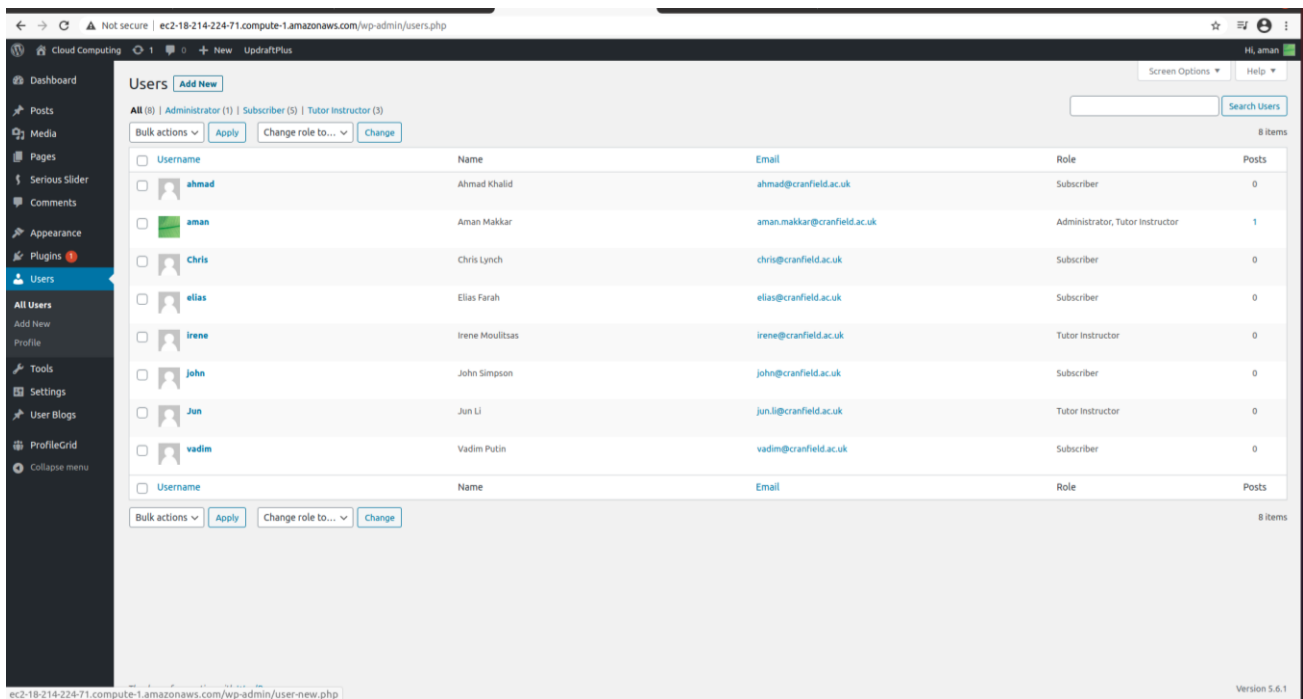 Not secure | ec2-18-214-224-71.compute-1.amazonaws.com/wp-admin/users.php
Cloud Computing 1 0 + New UpdraftPlus Hi, aman
Dashboard
Posts
Media
Pages
Serious Slider
Comments
Appearance
Plugins 1
Users
All Users
Add New
Profile
Tools
Settings
User Blogs
ProfileGrid
Collapse menu
Screen Options Help
Users Add New
All (8) | Administrator (1) | Subscriber (5) | Tutor Instructor (3) Search Users
Bulk actions Apply Change role to... Change 8 items
Username Name Email Role Posts
ahmad Ahmad Khalid ahmad@cranfield.ac.uk Subscriber 0
aman Aman Makkar aman.makkar@cranfield.ac.uk Administrator, Tutor Instructor 1
Chris Chris Lynch chris@cranfield.ac.uk Subscriber 0
elias Elias Farah elias@cranfield.ac.uk Subscriber 0
irene Irene Moulitsas irene@cranfield.ac.uk Tutor Instructor 0
john John Simpson john@cranfield.ac.uk Subscriber 0
Jun Jun Li jun.li@cranfield.ac.uk Tutor Instructor 0
vadim Vadim Putin vadim@cranfield.ac.uk Subscriber 0
Username Name Email Role Posts
Bulk actions Apply Change role to... Change 8 items
ec2-18-214-224-71.compute-1.amazonaws.com/wp-admin/user-new.php Version 5.6.1